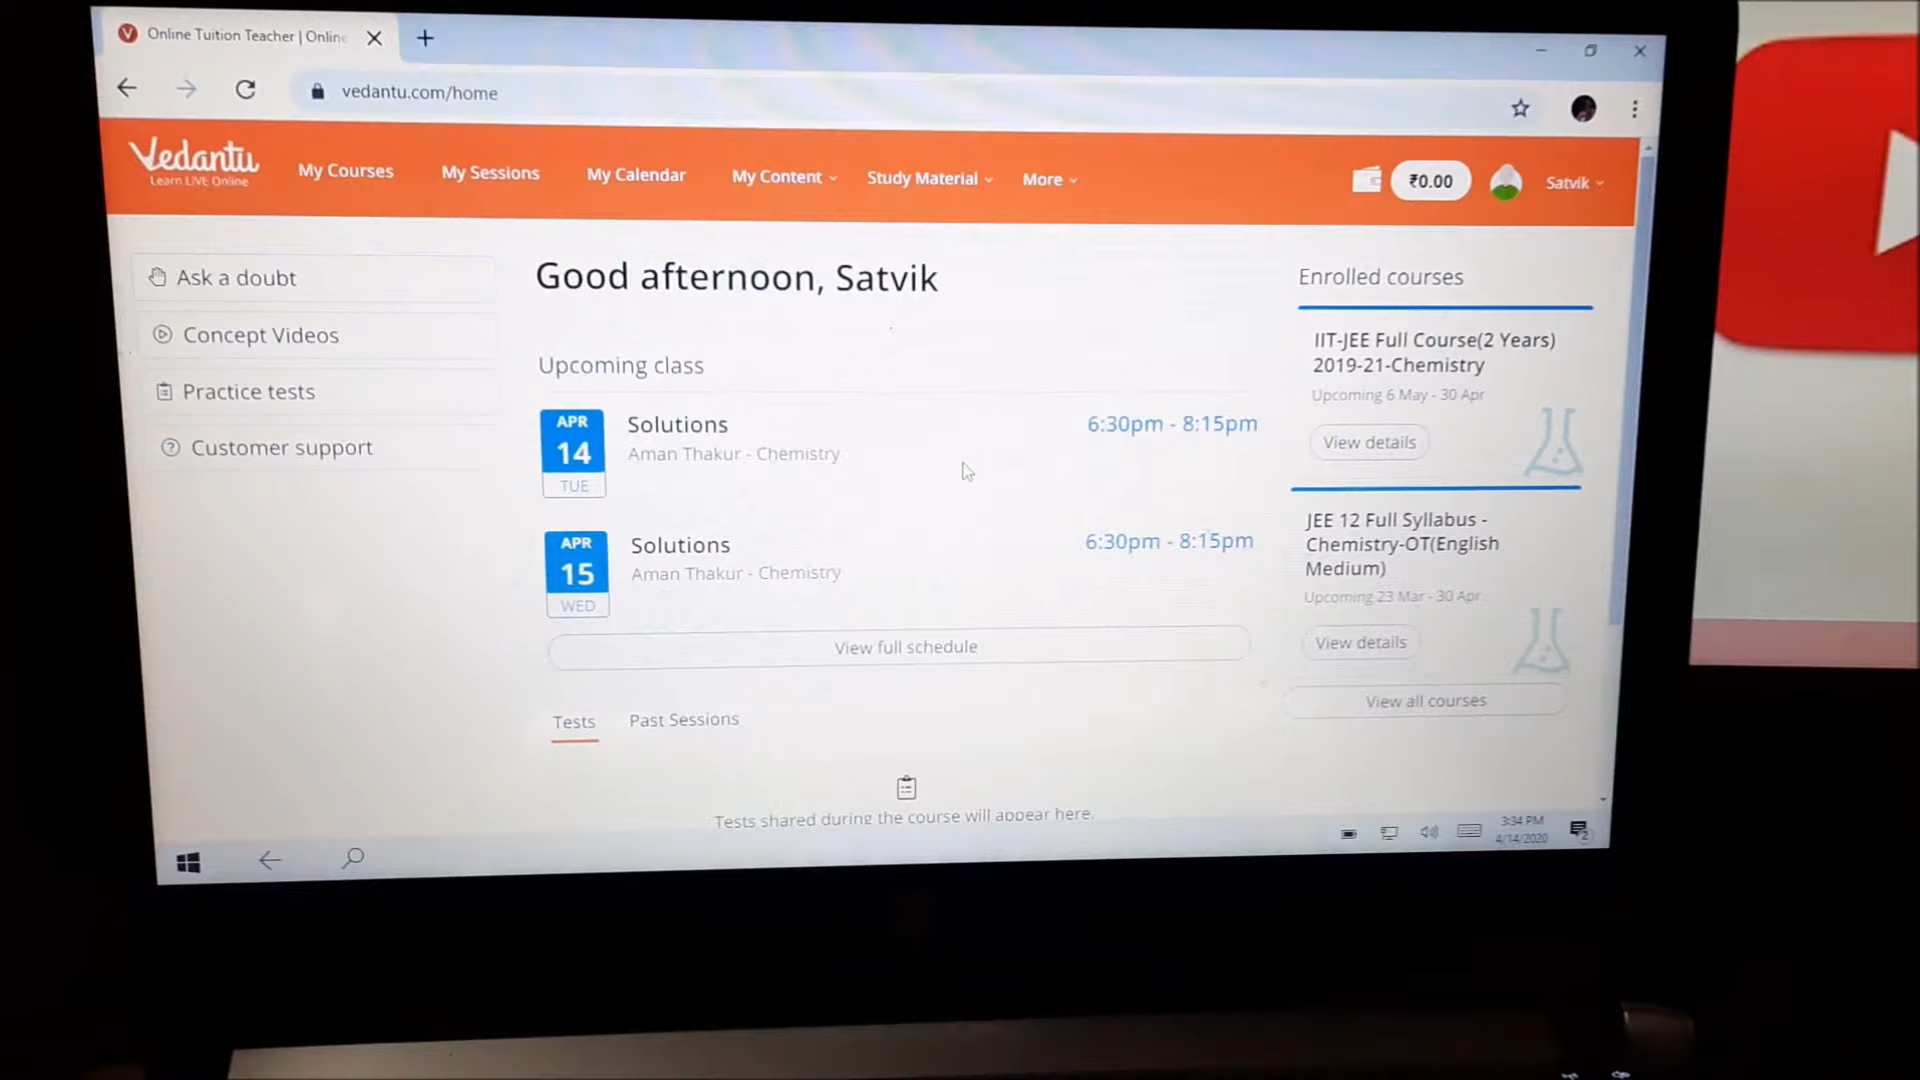 Online Tuition Teacher | Online
vedantu.com/home
Vedantu
Learn LIVE Online
My Courses
My Sessions
My Calendar
My Content
Study Material
More
₹0.00
Satvik
Ask a doubt
Concept Videos
Practice tests
Customer support
Good afternoon, Satvik
Upcoming class
APR
14
TUE
Solutions
Aman Thakur - Chemistry
6:30pm - 8:15pm
APR
15
WED
Solutions
Aman Thakur - Chemistry
6:30pm - 8:15pm
View full schedule
Tests
Past Sessions
Tests shared during the course will appear here.
Enrolled courses
IIT-JEE Full Course(2 Years)
2019-21-Chemistry
Upcoming 6 May - 30 Apr
View details
JEE 12 Full Syllabus -
Chemistry-OT(English
Medium)
Upcoming 23 Mar - 30 Apr
View details
View all courses
3:34 PM
4/14/2020
2